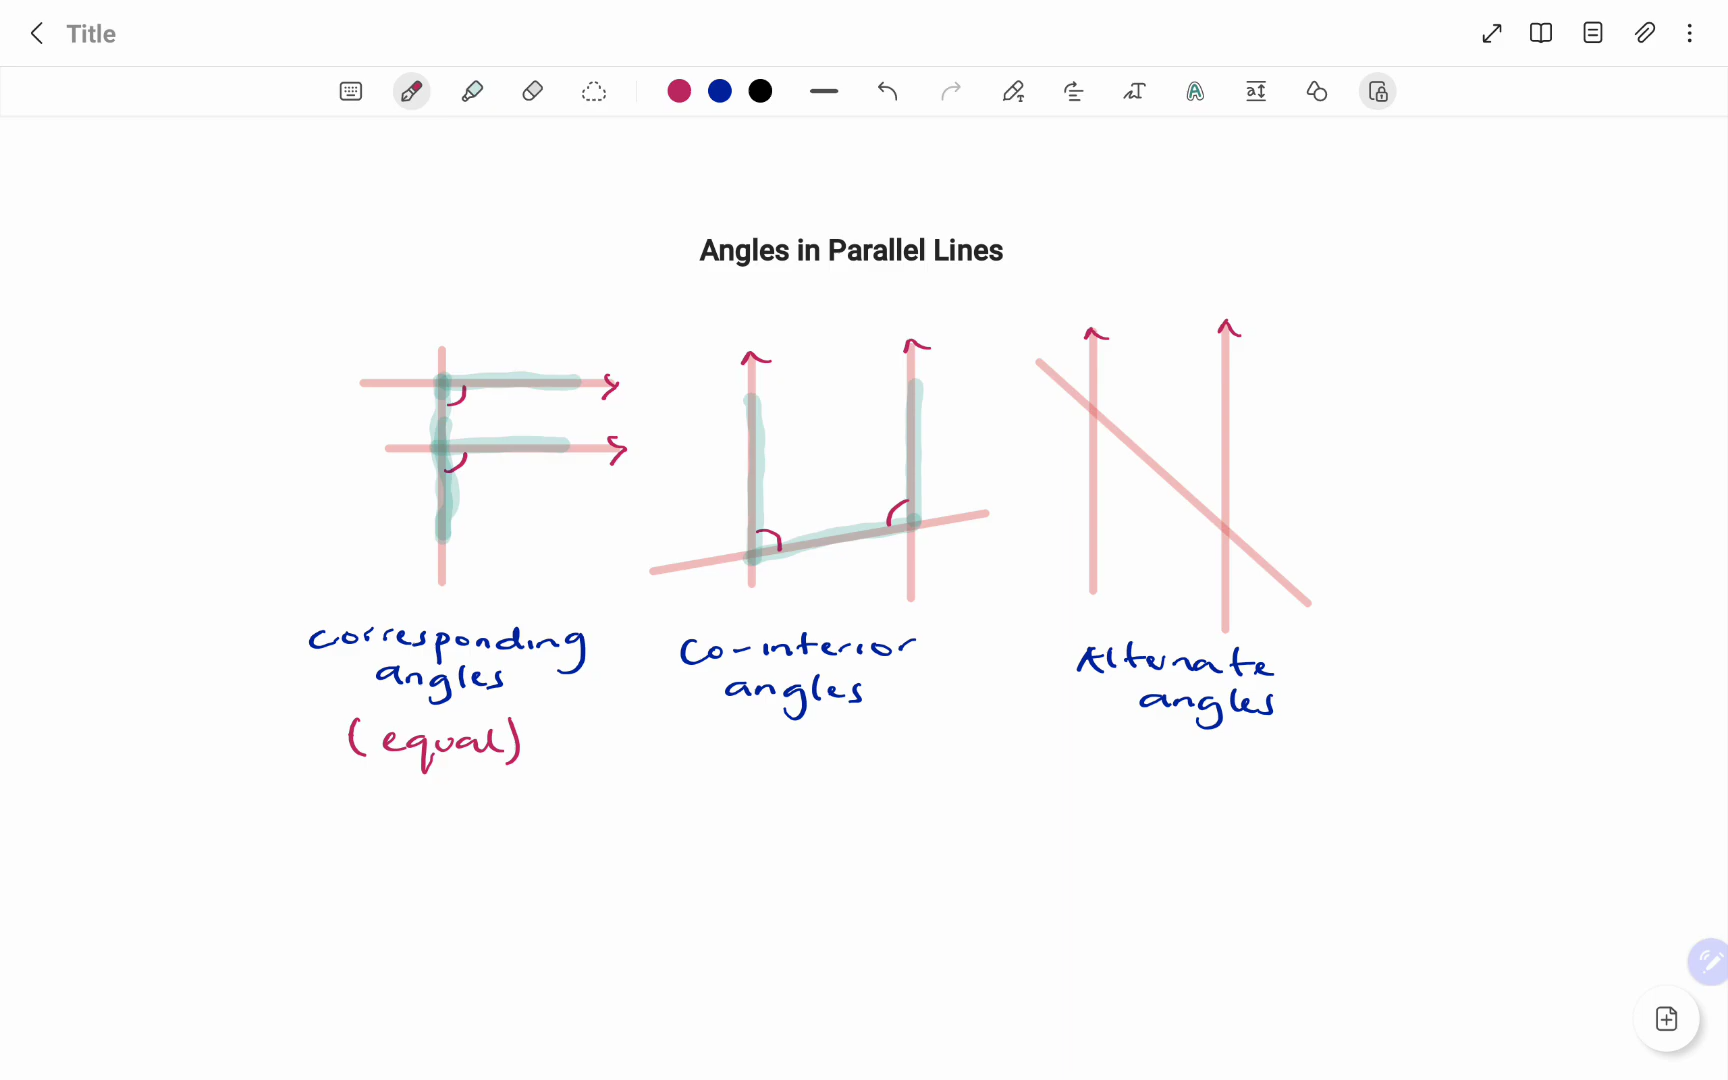 Title
Angles in Parallel Lines
corresponding
angles
(equal)
Co-interior
angles
Alternate
angles